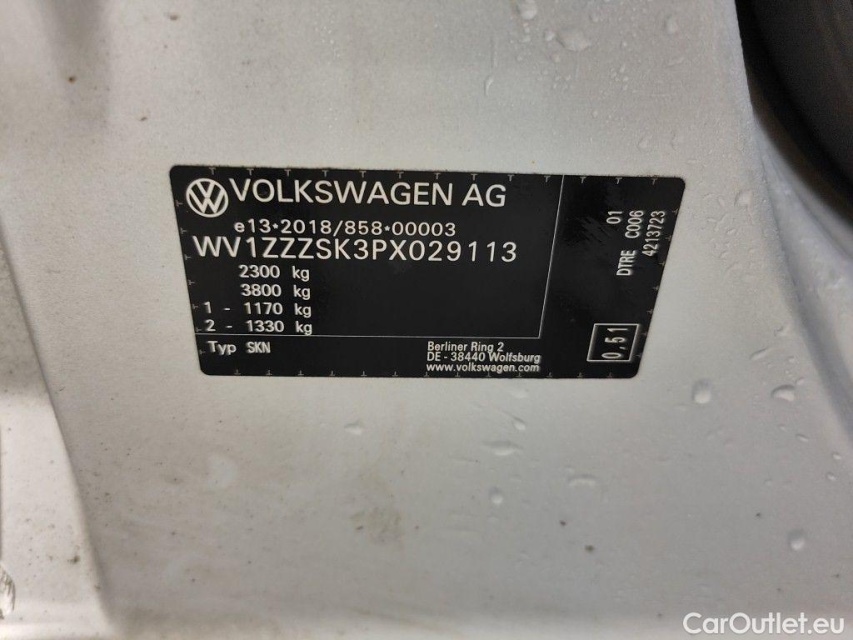 VOLKSWAGEN AG
e13*2018/858*00003
WV1ZZZSK3PX029113
2300 kg
3800 kg
1 - 1170 kg
2 - 1330 kg
Typ SKN
Berliner Ring 2
DE - 38440 Wolfsburg
www.volkswagen.com
01
DTRE C006
4213723
0,51
CarOutlet.eu